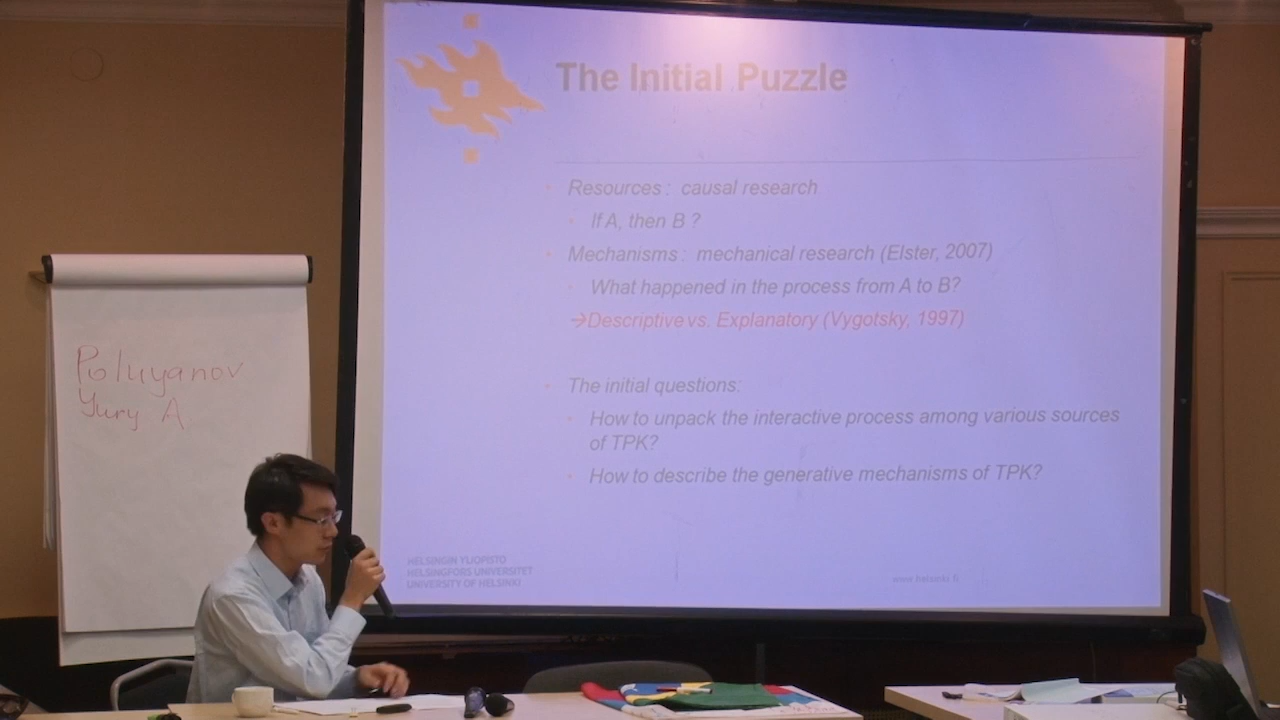 The Initial Puzzle
Resources: causal research
If A, then B ?
Mechanisms: mechanical research (Elster, 2007)
What happened in the process from A to B?
→Descriptive vs. Explanatory (Vygotsky, 1997)
The initial questions:
How to unpack the interactive process among various sources
of TPK?
How to describe the generative mechanisms of TPK?
HELSINGIN YLIOPISTO
HELSINGFORS UNIVERSITET
UNIVERSITY OF HELSINKI
www.helsinki.fi
Poluyanov
Yury A